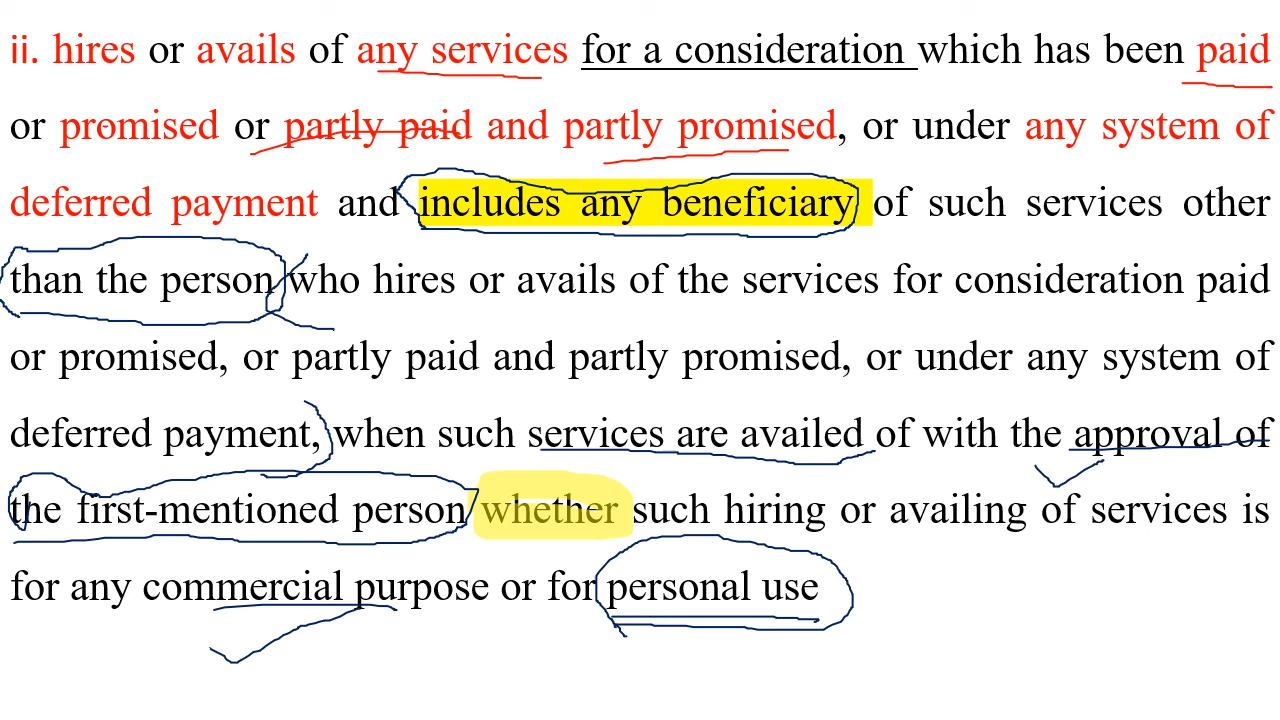 ii. hires or avails of any services for a consideration which has been paid
or promised or partly paid and partly promised, or under any system of
deferred payment and includes any beneficiary of such services other
than the person who hires or avails of the services for consideration paid
or promised, or partly paid and partly promised, or under any system of
deferred payment, when such services are availed of with the approval of
the first-mentioned person whether such hiring or availing of services is
for any commercial purpose or for personal use